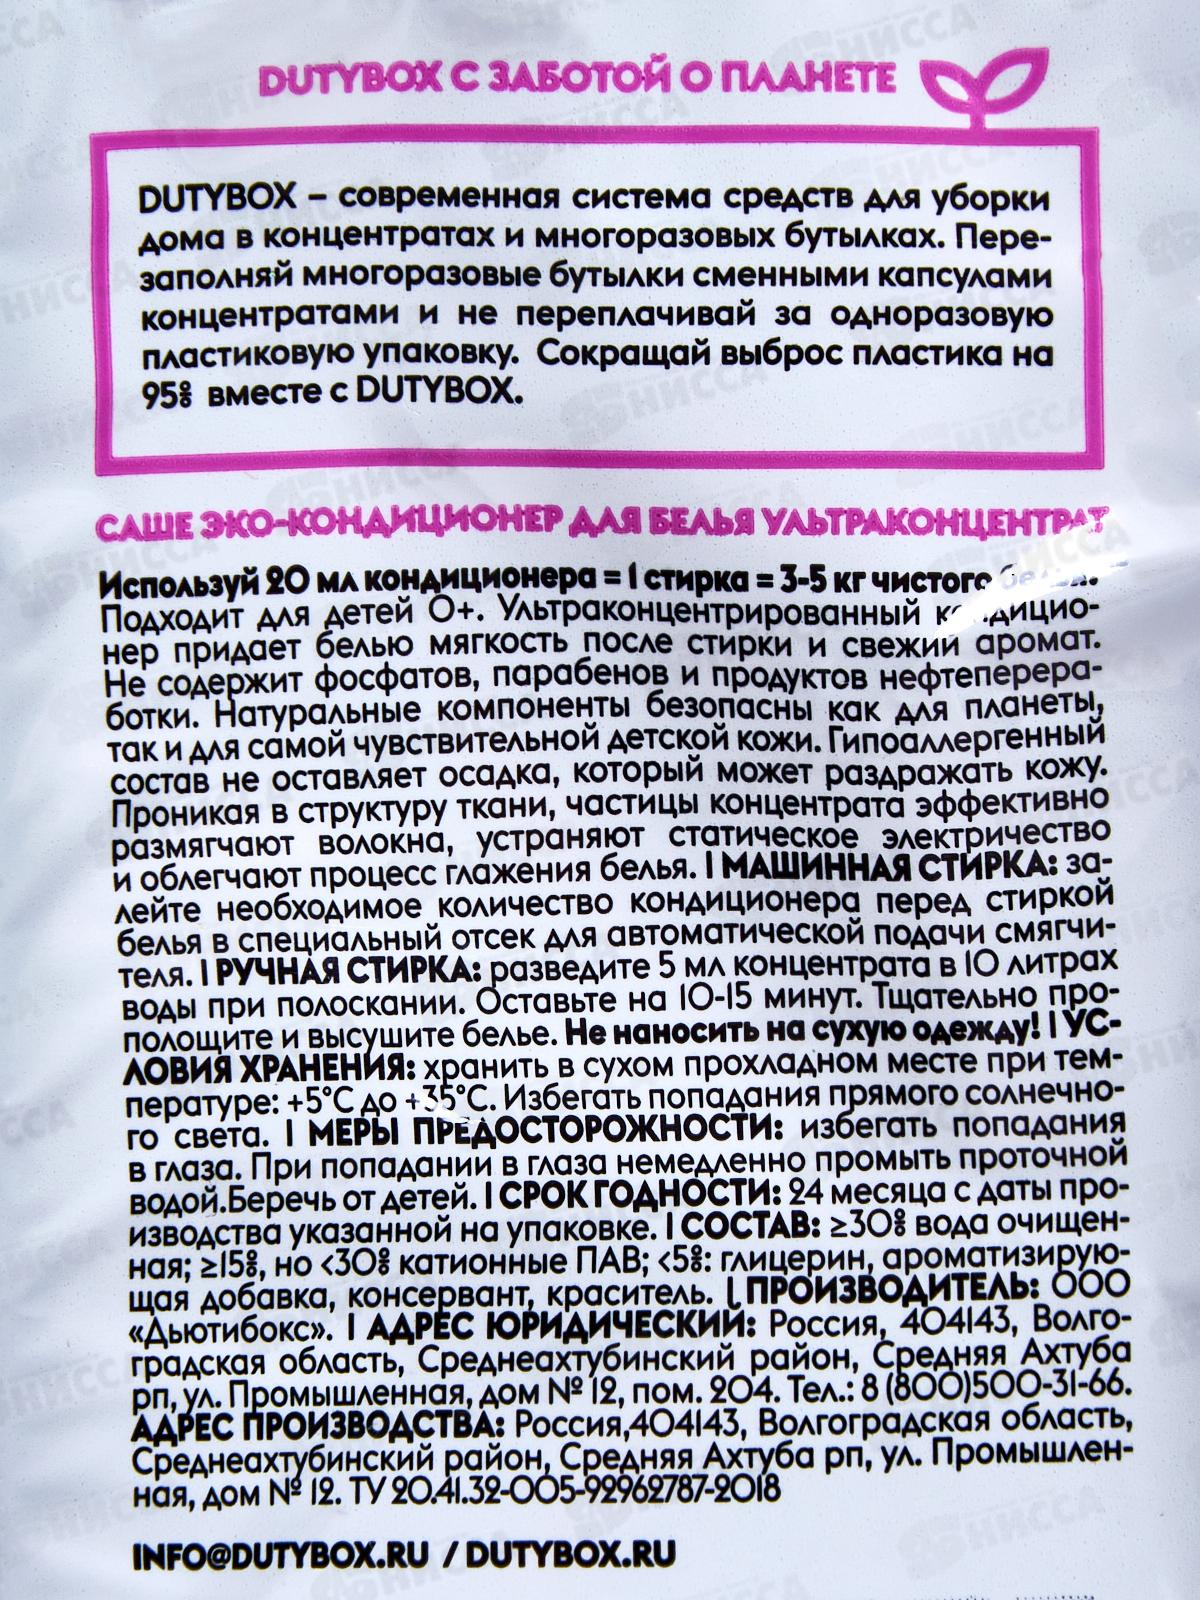 DUTYBOX С ЗАБОТОЙ О ПЛАНЕТЕ
DUTYBOX – современная система средств для уборки
дома в концентратах и многоразовых бутылках. Пере-
заполняй многоразовые бутылки сменными капсулами
концентратами и не переплачивай за одноразовую
пластиковую упаковку. Сокращай выброс пластика на
95% вместе с DUTYBOX.
САШЕ ЭКО-КОНДИЦИОНЕР ДЛЯ БЕЛЬЯ УЛЬТРАКОНЦЕНТРАТ
Используй 20 мл кондиционера = 1 стирка = 3-5 кг чистого белья.
Подходит для детей 0+. Ультраконцентрированный кондицио-
нер придает белью мягкость после стирки и свежий аромат.
Не содержит фосфатов, парабенов и продуктов нефтеперера-
ботки. Натуральные компоненты безопасны как для планеты,
так и для самой чувствительной детской кожи. Гипоаллергенный
состав не оставляет осадка, который может раздражать кожу.
Проникая в структуру ткани, частицы концентрата эффективно
размягчают волокна, устраняют статическое электричество
и облегчают процесс глажения белья. | МАШИННАЯ СТИРКА: за-
лейте необходимое количество кондиционера перед стиркой
белья в специальный отсек для автоматической подачи смягчи-
теля. | РУЧНАЯ СТИРКА: разведите 5 мл концентрата в 10 литрах
воды при полоскании. Оставьте на 10-15 минут. Тщательно про-
полощите и высушите белье. Не наносить на сухую одежду! | УС-
ЛОВИЯ ХРАНЕНИЯ: хранить в сухом прохладном месте при тем-
пературе: +5°С до +35°С. Избегать попадания прямого солнечно-
го света. | МЕРЫ ПРЕДОСТОРОЖНОСТИ: избегать попадания
в глаза. При попадании в глаза немедленно промыть проточной
водой.Беречь от детей. | СРОК ГОДНОСТИ: 24 месяца с даты про-
изводства указанной на упаковке. | СОСТАВ: ≥30% вода очищен-
ная; ≥15%, но <30% катионные ПАВ; <5%: глицерин, ароматизирую-
щая добавка, консервант, краситель. | ПРОИЗВОДИТЕЛЬ: ООО
«Дьютибокс». | АДРЕС ЮРИДИЧЕСКИЙ: Россия, 404143, Волго-
градская область, Среднеахтубинский район, Средняя Ахтуба
рп, ул. Промышленная, дом № 12, пом. 204. Тел.: 8 (800)500-31-66.
АДРЕС ПРОИЗВОДСТВА: Россия,404143, Волгоградская область,
Среднеахтубинский район, Средняя Ахтуба рп, ул. Промышлен-
ная, дом № 12. ТУ 20.41.32-005-92962787-2018
INFO@DUTYBOX.RU / DUTYBOX.RU